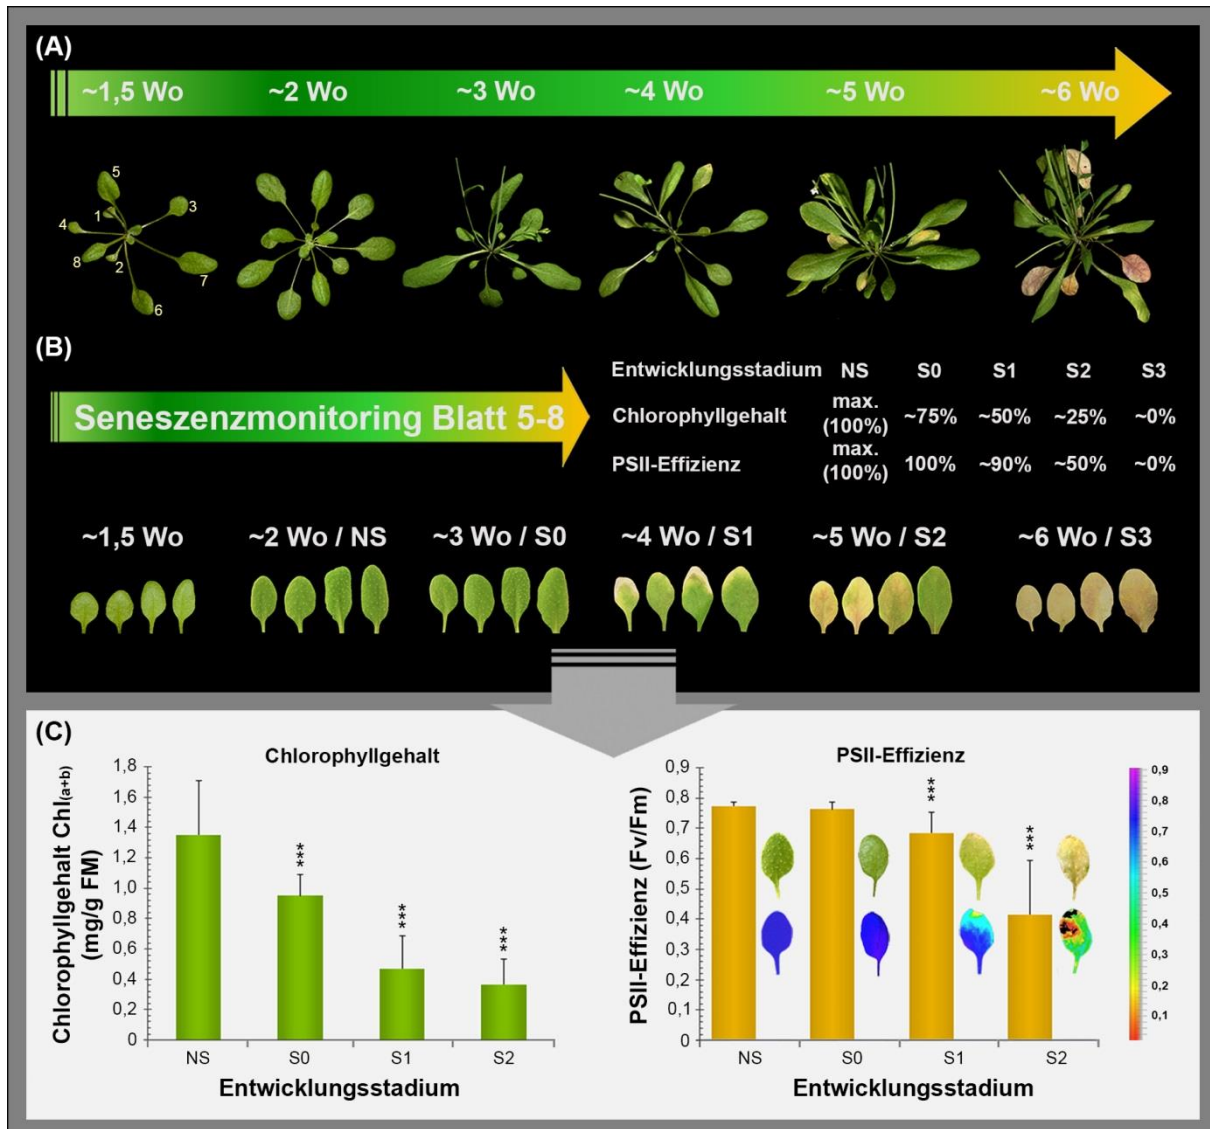 (A)
~1,5 Wo ~2 Wo ~3 Wo ~4 Wo ~5 Wo ~6 Wo
5
1
3
4
8
2
7
6
(B)
Seneszenzmonitoring Blatt 5-8
Entwicklungsstadium NS S0 S1 S2 S3
Chlorophyllgehalt max. (100%) ~75% ~50% ~25% ~0%
PSII-Effizienz max. (100%) 100% ~90% ~50% ~0%
~1,5 Wo ~2 Wo / NS ~3 Wo / S0 ~4 Wo / S1 ~5 Wo / S2 ~6 Wo / S3
(C)
Chlorophyllgehalt
Chlorophyllgehalt Chl(a+b)
(mg/g FM)
1,8
1,6
1,4
1,2
1,0
0,8
0,6
0,4
0,2
0,0
0
***
***
***
NS S0 S1 S2
Entwicklungsstadium
PSII-Effizienz
PSII-Effizienz (Fv/Fm)
0,9
0,8
0,7
0,6
0,5
0,4
0,3
0,2
0,1
0
***
***
NS S0 S1 S2
Entwicklungsstadium
0,9
0,8
0,7
0,6
0,5
0,4
0,3
0,2
0,1